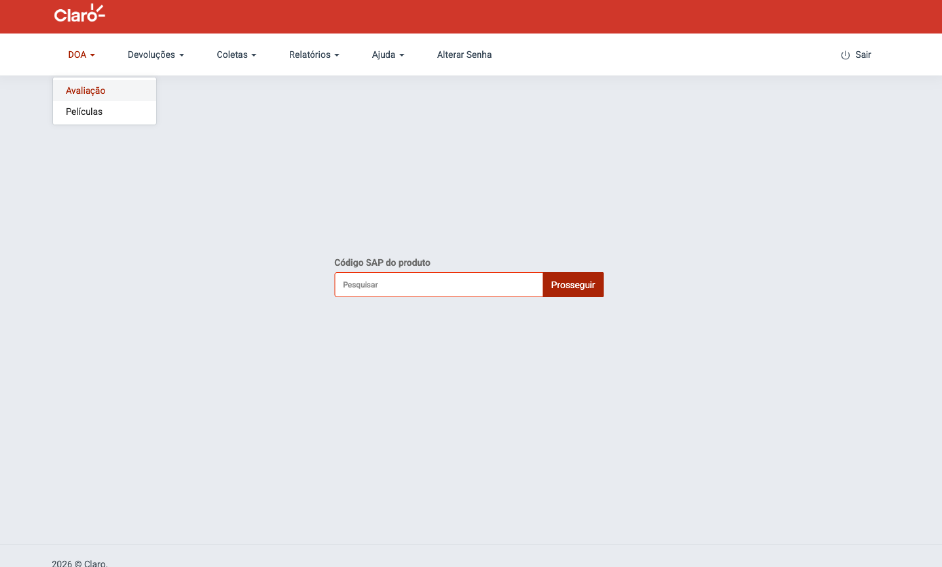 Claro
DOA
Devoluções
Coletas
Relatórios
Ajuda
Alterar Senha
Sair
Avaliação
Películas
Código SAP do produto
Pesquisar
Prosseguir
2026 © Claro.